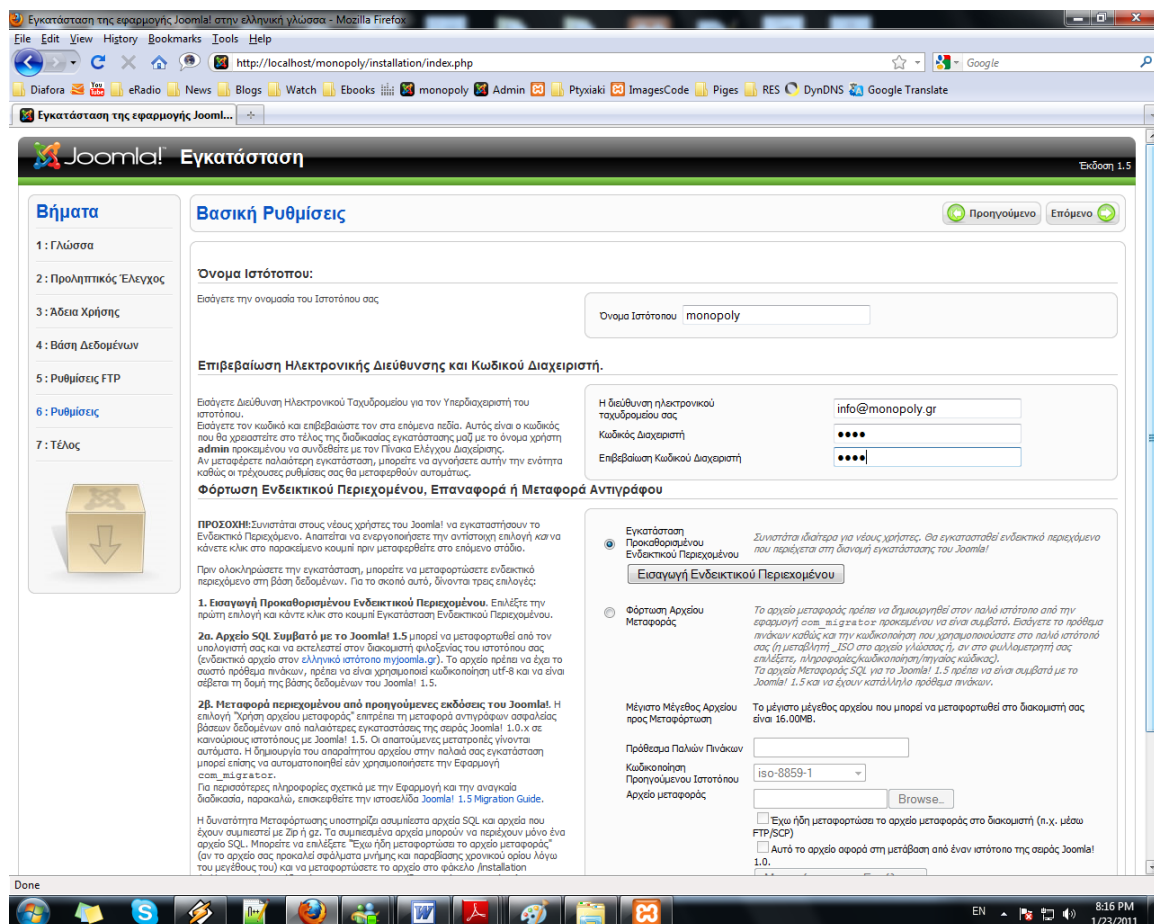 Εγκατάσταση της εφαρμογής Joomla! στην ελληνική γλώσσα - Mozilla Firefox
File Edit View History Bookmarks Tools Help
http://localhost/monopoly/installation/index.php
Google
Diafora eRadio News Blogs Watch Ebooks monopoly Admin Ptyxiaki ImagesCode Piges RES DynDNS Google Translate
Εγκατάσταση της εφαρμογής Jooml...
Joomla! Εγκατάσταση
Έκδοση 1.5
Βήματα
1 : Γλώσσα
2 : Προληπτικός Έλεγχος
3 : Άδεια Χρήσης
4 : Βάση Δεδομένων
5 : Ρυθμίσεις FTP
6 : Ρυθμίσεις
7 : Τέλος
Βασική Ρυθμίσεις
Προηγούμενο
Επόμενο
Όνομα Ιστότοπου:
Εισάγετε την ονομασία του Ιστοτόπου σας
Όνομα Ιστότοπου monopoly
Επιβεβαίωση Ηλεκτρονικής Διεύθυνσης και Κωδικού Διαχειριστή.
Εισάγετε Διεύθυνση Ηλεκτρονικού Ταχυδρομείου για τον Υπερδιαχειριστή του
ιστοτόπου.
Εισάγετε τον κωδικό και επιβεβαιώστε τον στα επόμενα πεδία. Αυτός είναι ο κωδικός
που θα χρειαστείτε στο τέλος της διαδικασίας εγκατάστασης μαζί με το όνομα χρήστη
admin προκειμένου να συνδεθείτε με τον Πίνακα Ελέγχου Διαχείρισης.
Αν μεταφέρετε παλαιότερη εγκατάσταση, μπορείτε να αγνοήσετε αυτήν την ενότητα
καθώς οι τρέχουσες ρυθμίσεις σας θα μεταφερθούν αυτομάτως.
Η διεύθυνση ηλεκτρονικού
ταχυδρομείου σας
info@monopoly.gr
Κωδικός Διαχειριστή
●●●●
Επιβεβαίωση Κωδικού Διαχειριστή
●●●●
Φόρτωση Ενδεικτικού Περιεχομένου, Επαναφορά ή Μεταφορά Αντιγράφου
ΠΡΟΣΟΧΗ!:Συνιστάται στους νέους χρήστες του Joomla! να εγκαταστήσουν το
Ενδεικτικό Περιεχόμενο. Απαιτείται να ενεργοποιήσετε την αντίστοιχη επιλογή και να
κάνετε κλικ στο παρακείμενο κουμπί πριν μεταφερθείτε στο επόμενο στάδιο.
Πριν ολοκληρώσετε την εγκατάσταση, μπορείτε να μεταφορτώσετε ενδεικτικό
περιεχόμενο στη βάση δεδομένων. Για το σκοπό αυτό, δίνονται τρεις επιλογές:
1. Εισαγωγή Προκαθορισμένου Ενδεικτικού Περιεχομένου. Επιλέξτε την
πρώτη επιλογή και κάντε κλικ στο κουμπί Εγκατάσταση Ενδεικτικού Περιεχομένου.
2α. Αρχείο SQL Συμβατό με το Joomla! 1.5 μπορεί να μεταφορτωθεί από τον
υπολογιστή σας και να εκτελεστεί στον διακομιστή φιλοξενίας του ιστοτόπου σας
(ενδεικτικό αρχείο στον ελληνικό ιστότοπο myjoomla.gr). Το αρχείο πρέπει να έχει το
σωστό πρόθεμα πινάκων, πρέπει να είναι χρησιμοποιεί κωδικοποίηση utf-8 και να είναι
σέβεται τη δομή της βάσης δεδομένων του Joomla! 1.5.
2β. Μεταφορά περιεχομένου από προηγούμενες εκδόσεις του Joomla!. Η
επιλογή "Χρήση αρχείου μεταφοράς" επιτρέπει τη μεταφορά αντιγράφων ασφαλείας
βάσεων δεδομένων από παλαιότερες εγκαταστάσεις της σειράς Joomla! 1.0.x σε
καινούριους ιστοτόπους με Joomla! 1.5. Οι απαιτούμενες μετατροπές γίνονται
αυτόματα. Η δημιουργία του απαραίτητου αρχείου στην παλαιά σας εγκατάσταση
μπορεί επίσης να αυτοματοποιηθεί εάν χρησιμοποιήσετε την Εφαρμογή
com_migrator.
Για περισσότερες πληροφορίες σχετικά με την Εφαρμογή και την αναγκαία
διαδικασία, παρακαλώ, επισκεφθείτε την ιστοσελίδα Joomla! 1.5 Migration Guide.
Η δυνατότητα Μεταφόρτωσης υποστηρίζει ασυμπίεστα αρχεία SQL και αρχεία που
έχουν συμπιεστεί με Zip ή gz. Τα συμπιεσμένα αρχεία μπορούν να περιέχουν μόνο ένα
αρχείο SQL. Μπορείτε να επιλέξετε "Έχω ήδη μεταφορτώσει το αρχείο μεταφοράς"
(αν το αρχείο σας προκαλεί σφάλματα μνήμης και παραβίασης χρονικού ορίου λόγω
του μεγέθους του) και να μεταφορτώσετε το αρχείο στο φάκελο /installation
Εγκατάσταση
Προκαθορισμένου
Ενδεικτικού Περιεχομένου
Συνιστάται ιδιαίτερα για νέους χρήστες. Θα εγκατασταθεί ενδεικτικό περιεχόμενο
που περιέχεται στη διανομή εγκατάστασης του Joomla!
Εισαγωγή Ενδεικτικού Περιεχομένου
Φόρτωση Αρχείου
Μεταφοράς
Το αρχείο μεταφοράς πρέπει να δημιουργηθεί στον παλιό ιστότοπο από την
εφαρμογή com_migrator προκειμένου να είναι συμβατό. Εισάγετε το πρόθεμα
πινάκων καθώς και την κωδικοποίηση που χρησιμοποιούσατε στο παλιό ιστότοπό
σας (η μεταβλητή _ISO στο αρχείο γλώσσας ή, αν στο φυλλομετρητή σας
επιλέξετε, πληροφορίες/κωδικοποίηση/πηγαίος κώδικας).
Τα αρχεία Μεταφοράς SQL για το Joomla! 1.5 πρέπει να είναι συμβατά με το
Joomla! 1.5 και να έχουν κατάλληλο πρόθεμα πινάκων.
Μέγιστο Μέγεθος Αρχείου
προς Μεταφόρτωση
Το μέγιστο μέγεθος αρχείου που μπορεί να μεταφορτωθεί στο διακομιστή σας
είναι 16.00MB.
Πρόθεσμα Παλιών Πινάκων
Κωδικοποίηση
Προηγούμενου Ιστοτόπου
iso-8859-1
Αρχείο μεταφοράς
Browse..
Έχω ήδη μεταφορτώσει το αρχείο μεταφοράς στο διακομιστή (π.χ. μέσω
FTP/SCP)
Αυτό το αρχείο αφορά στη μετάβαση από έναν ιστότοπο της σειράς Joomla!
1.0.
Done
EN
8:16 PM
1/23/2011